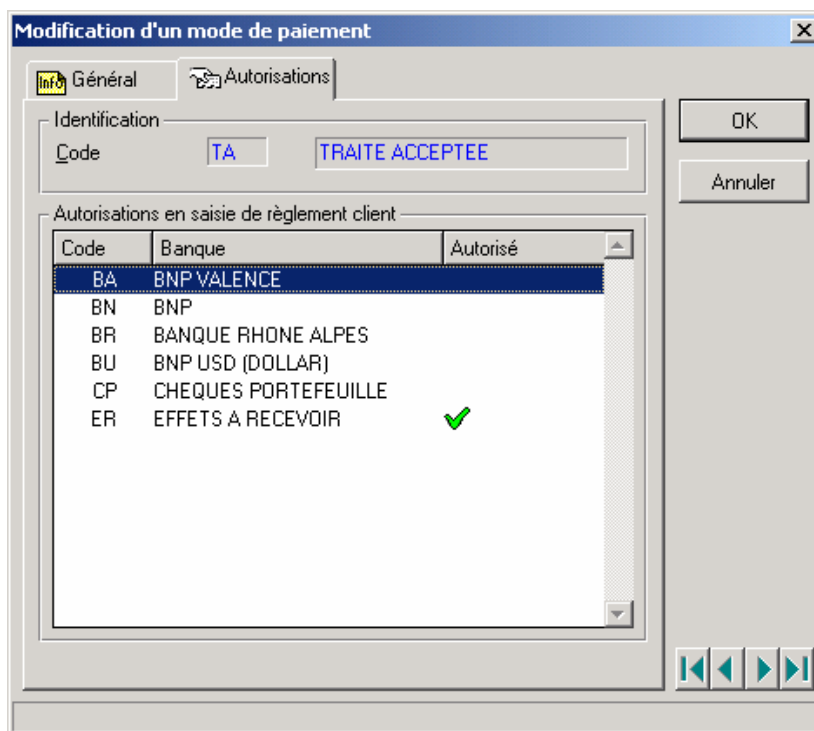 Modification d'un mode de paiement
Info Général Autorisations
Identification
Code TA TRAITE ACCEPTEE
OK
Annuler
Autorisations en saisie de règlement client
Code Banque Autorisé
BA BNP VALENCE
BN BNP
BR BANQUE RHONE ALPES
BU BNP USD (DOLLAR)
CP CHEQUES PORTEFEUILLE
ER EFFETS A RECEVOIR